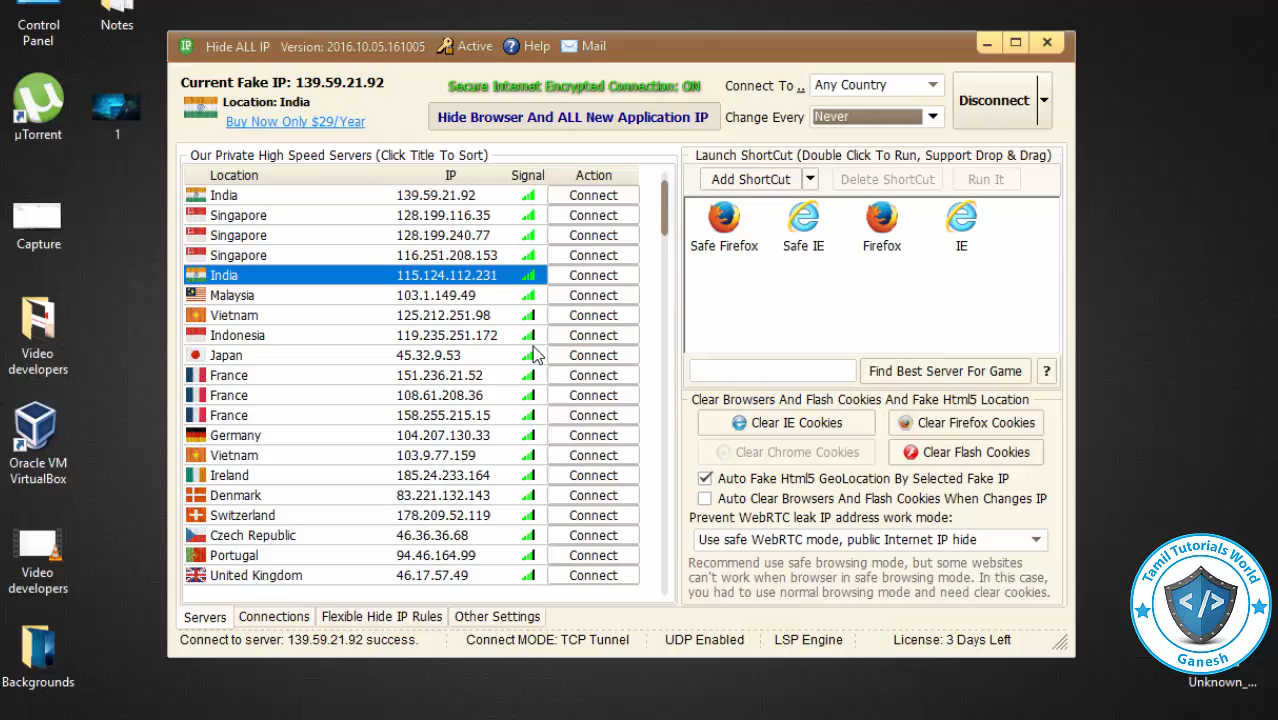 Control Panel
Notes
µTorrent
1
Capture
Video developers
Oracle VM VirtualBox
Video developers
Backgrounds
IP Hide ALL IP Version: 2016.10.05.161005 Active ? Help Mail
Current Fake IP: 139.59.21.92
Location: India
Buy Now Only $29/Year
Secure Internet Encrypted Connection: ON
Hide Browser And ALL New Application IP
Connect To ... Any Country
Change Every Never
Disconnect
Our Private High Speed Servers (Click Title To Sort)
Location IP Signal Action
India 139.59.21.92 Connect
Singapore 128.199.116.35 Connect
Singapore 128.199.240.77 Connect
Singapore 116.251.208.153 Connect
India 115.124.112.231 Connect
Malaysia 103.1.149.49 Connect
Vietnam 125.212.251.98 Connect
Indonesia 119.235.251.172 Connect
Japan 45.32.9.53 Connect
France 151.236.21.52 Connect
France 108.61.208.36 Connect
France 158.255.215.15 Connect
Germany 104.207.130.33 Connect
Vietnam 103.9.77.159 Connect
Ireland 185.24.233.164 Connect
Denmark 83.221.132.143 Connect
Switzerland 178.209.52.119 Connect
Czech Republic 46.36.36.68 Connect
Portugal 94.46.164.99 Connect
United Kingdom 46.17.57.49 Connect
Servers Connections Flexible Hide IP Rules Other Settings
Launch ShortCut (Double Click To Run, Support Drop & Drag)
Add ShortCut Delete ShortCut Run It
Safe Firefox Safe IE Firefox IE
Find Best Server For Game ?
Clear Browsers And Flash Cookies And Fake Html5 Location
Clear IE Cookies Clear Firefox Cookies
Clear Chrome Cookies Clear Flash Cookies
Auto Fake Html5 GeoLocation By Selected Fake IP
Auto Clear Browsers And Flash Cookies When Changes IP
Prevent WebRTC leak IP address work mode:
Use safe WebRTC mode, public Internet IP hide
Recommend use safe browsing mode, but some websites
can't work when browser in safe browsing mode. In this case,
you had to use normal browsing mode and need clear cookies.
Connect to server: 139.59.21.92 success. Connect MODE: TCP Tunnel UDP Enabled LSP Engine License: 3 Days Left
Tamil Tutorials World
</>
Ganesh
Unknown_...